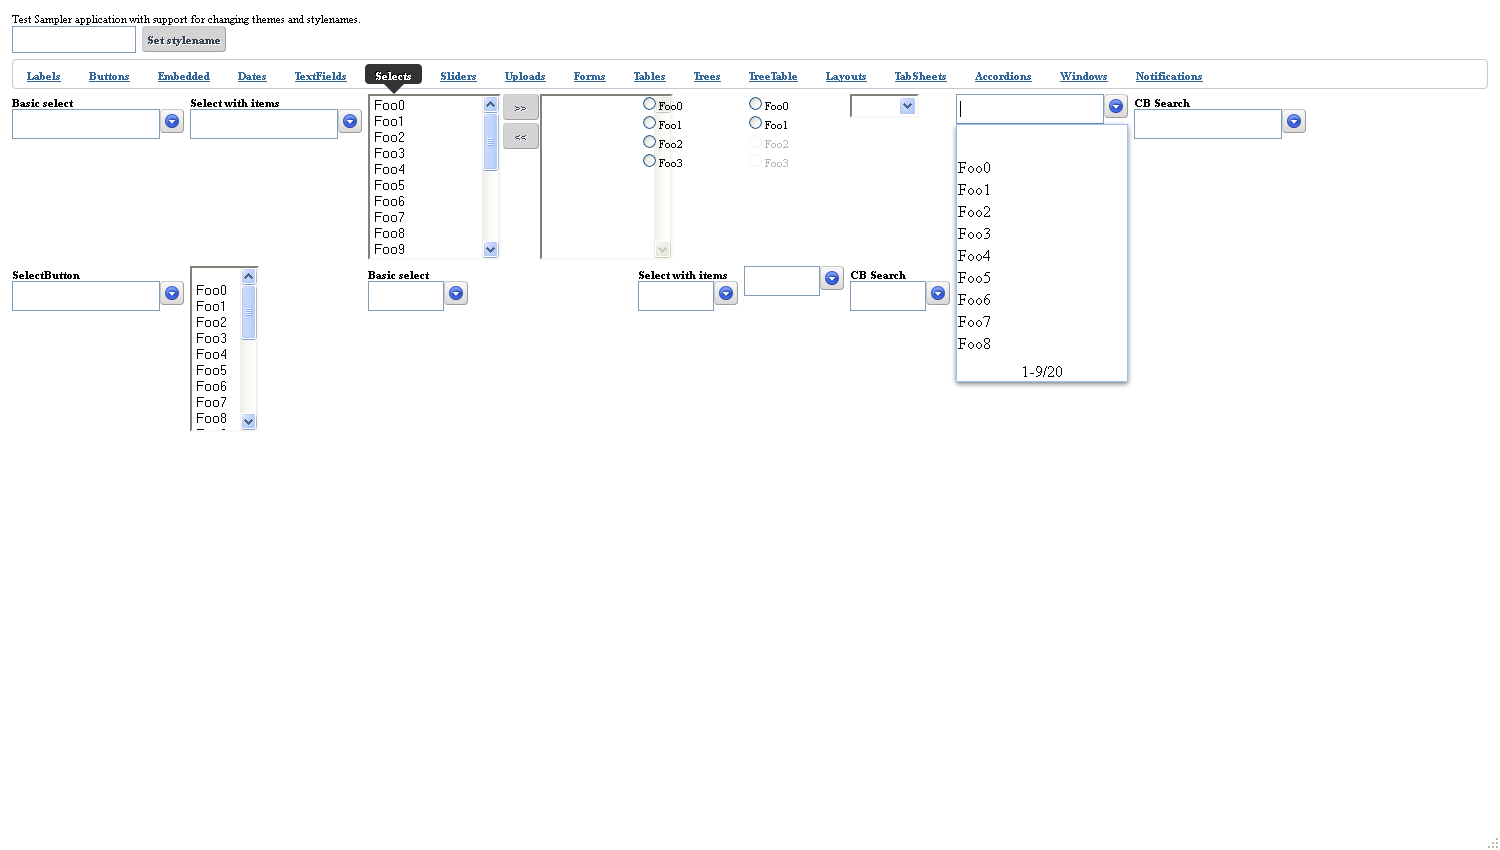 Test Sampler application with support for changing themes and stylenames.
Set stylename
Labels Buttons Embedded Dates TextFields Selects Sliders Uploads Forms Tables Trees TreeTable Layouts TabSheets Accordions Windows Notifications
Basic select
Select with items
Foo0
Foo1
Foo2
Foo3
Foo4
Foo5
Foo6
Foo7
Foo8
Foo9
>>
<<
Foo0
Foo1
Foo2
Foo3
Foo0
Foo1
Foo2
Foo3
Foo0
Foo1
Foo2
Foo3
Foo4
Foo5
Foo6
Foo7
Foo8
1-9/20
CB Search
SelectButton
Foo0
Foo1
Foo2
Foo3
Foo4
Foo5
Foo6
Foo7
Foo8
Basic select
Select with items
CB Search